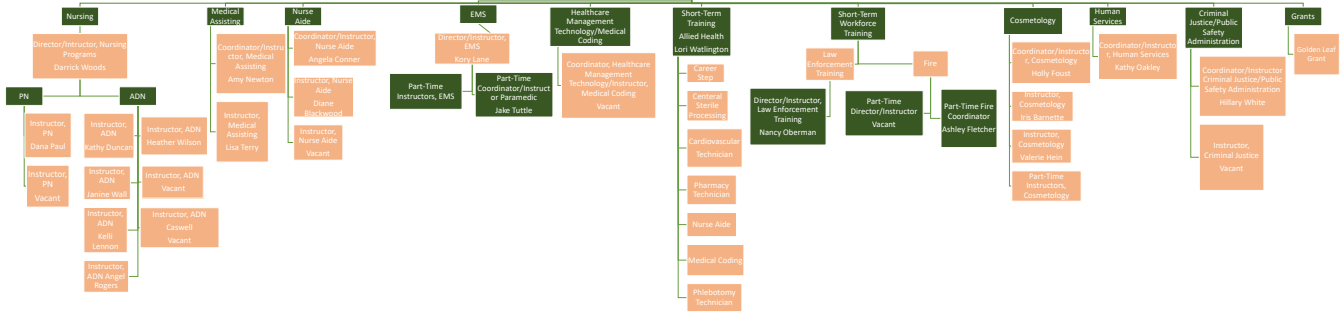 Nursing
Director/Intructor, Nursing
Programs
Darrick Woods
PN
ADN
Instructor,
PN
Dana Paul
Instructor,
PN
Vacant
Instructor,
ADN
Kathy Duncan
Instructor, ADN
Heather Wilson
Instructor,
ADN
Janine Wall
Instructor, ADN
Vacant
Instructor,
ADN
Kelli
Lennon
Instructor, ADN
Caswell
Vacant
Instructor,
ADN Angel
Rogers
Medical
Assisting
Coordinator/Instruc
tor, Medical
Assisting
Amy Newton
Instructor,
Medical
Assisting
Lisa Terry
Nurse
Aide
Coordinator/Instructor,
Nurse Aide
Angela Conner
Instructor, Nurse
Aide
Diane
Blackwood
Instructor,
Nurse Aide
Vacant
EMS
Director/Instructor,
EMS
Kory Lane
Part-Time
Instructors, EMS
Part-Time
Coordinator/Instruct
or Paramedic
Jake Tuttle
Healthcare
Management
Technology/Medical
Coding
Coordinator, Healthcare
Management
Technology/Instructor,
Medical Coding
Vacant
Short-Term
Training
Allied Health
Lori Watlington
Career
Step
Centeral
Sterile
Processing
Cardiovascular
Technician
Pharmacy
Technician
Nurse Aide
Medical Coding
Phlebotomy
Technician
Short-Term
Workforce
Training
Law
Enforcement
Training
Fire
Director/Instructor,
Law Enforcement
Training
Nancy Oberman
Part-Time
Director/Instructor
Vacant
Part-Time Fire
Coordinator
Ashley Fletcher
Cosmetology
Coordinator/Instructo
r, Cosmetology
Holly Foust
Instructor,
Cosmetology
Iris Barnette
Instructor,
Cosmetology
Valerie Hein
Part-Time
Instructors,
Cosmetology
Human
Services
Coordinator/Instructo
r, Human Services
Kathy Oakley
Criminal
Justice/Public
Safety
Administration
Coordinator/Instructor
Criminal Justice/Public
Safety Administration
Hillary White
Instructor,
Criminal Justice
Vacant
Grants
Golden Leaf
Grant